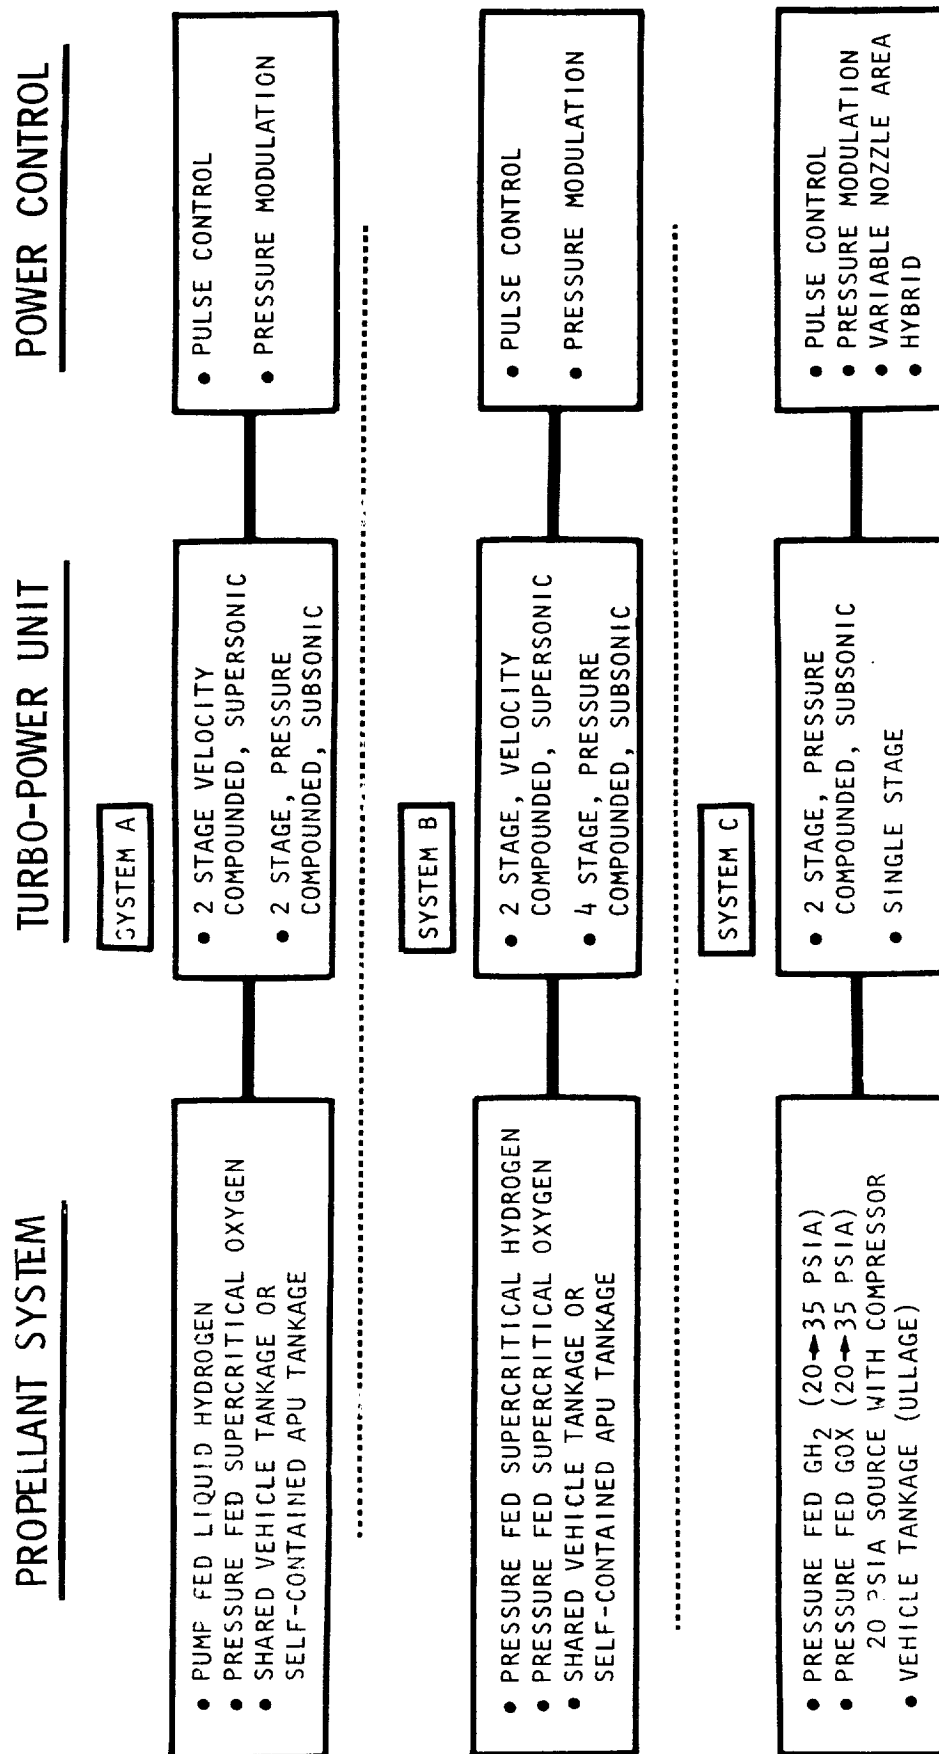 PROPELLANT SYSTEM
TURBO-POWER UNIT
POWER CONTROL
SYSTEM A
• PUMP FED LIQUID HYDROGEN
• PRESSURE FED SUPERCRITICAL OXYGEN
• SHARED VEHICLE TANKAGE OR
SELF-CONTAINED APU TANKAGE
• 2 STAGE VELOCITY
COMPOUNDED, SUPERSONIC
• 2 STAGE, PRESSURE
COMPOUNDED, SUBSONIC
• PULSE CONTROL
• PRESSURE MODULATION
SYSTEM B
• PRESSURE FED SUPERCRITICAL HYDROGEN
• PRESSURE FED SUPERCRITICAL OXYGEN
• SHARED VEHICLE TANKAGE OR
SELF-CONTAINED APU TANKAGE
• 2 STAGE, VELOCITY
COMPOUNDED, SUPERSONIC
• 4 STAGE, PRESSURE
COMPOUNDED, SUBSONIC
• PULSE CONTROL
• PRESSURE MODULATION
SYSTEM C
• PRESSURE FED GH2 (20→35 PSIA)
• PRESSURE FED GOX (20→35 PSIA)
20 PSIA SOURCE WITH COMPRESSOR
• VEHICLE TANKAGE (ULLAGE)
• 2 STAGE, PRESSURE
COMPOUNDED, SUBSONIC
• SINGLE STAGE
• PULSE CONTROL
• PRESSURE MODULATION
• VARIABLE NOZZLE AREA
• HYBRID